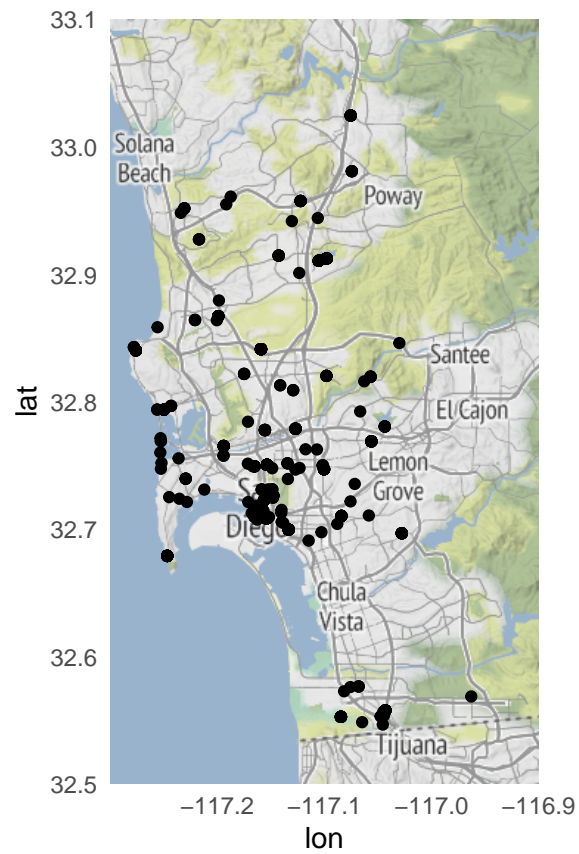 33.1
33.0
32.9
32.8
32.7
32.6
32.5
lat
Solana
Beach
Poway
Santee
El Cajon
Lemon
Grove
Diego
Chula
Vista
Tijuana
−117.2
−117.1
−117.0
−116.9
lon